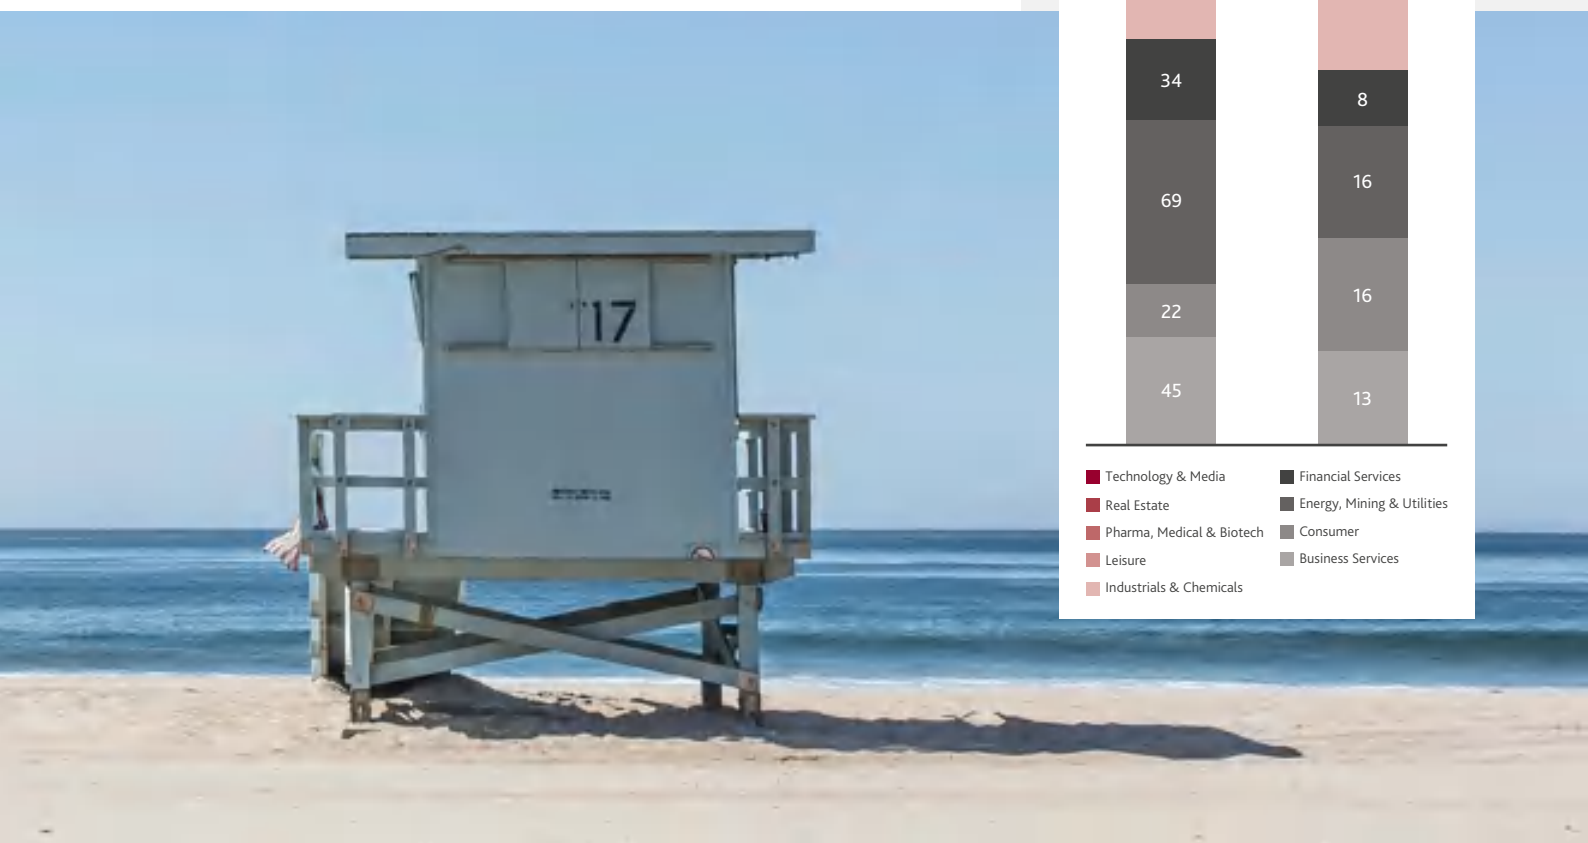 34
8
69
16
22
16
45
13
17
Technology & Media
Real Estate
Pharma, Medical & Biotech
Leisure
Industrials & Chemicals
Financial Services
Energy, Mining & Utilities
Consumer
Business Services